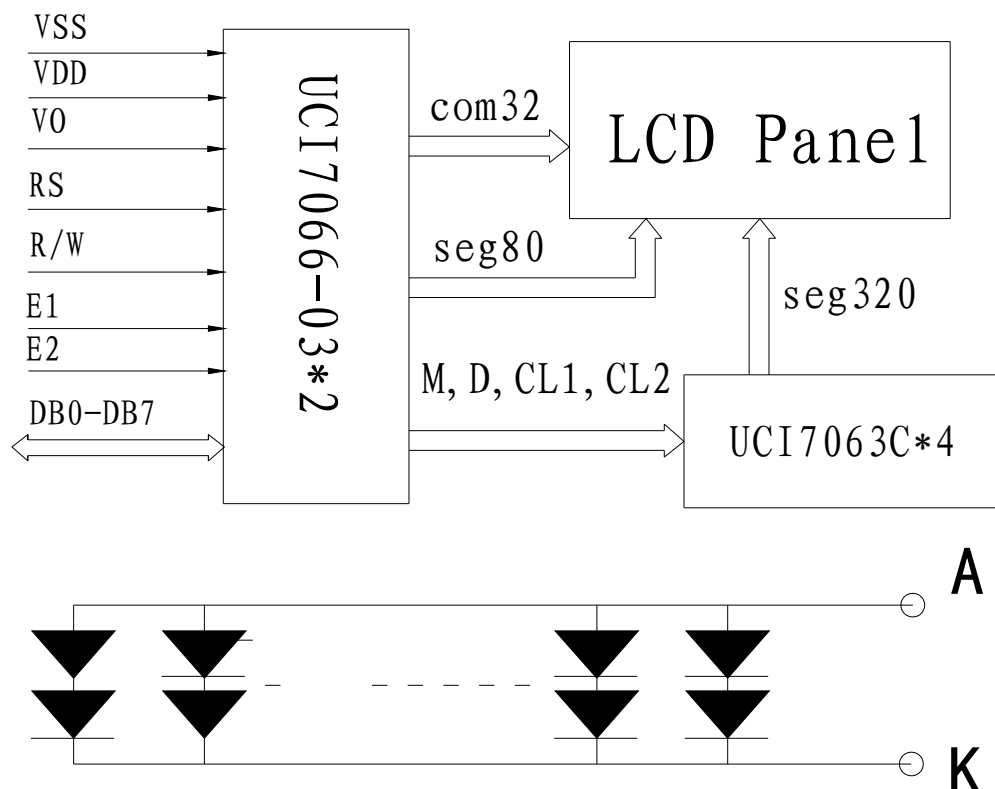 VSS
VDD
VO
RS
R/W
E1
E2
DB0-DB7
UCI7066-03*2
com32
seg80
M, D, CL1, CL2
LCD Panel
seg320
UCI7063C*4
A
K